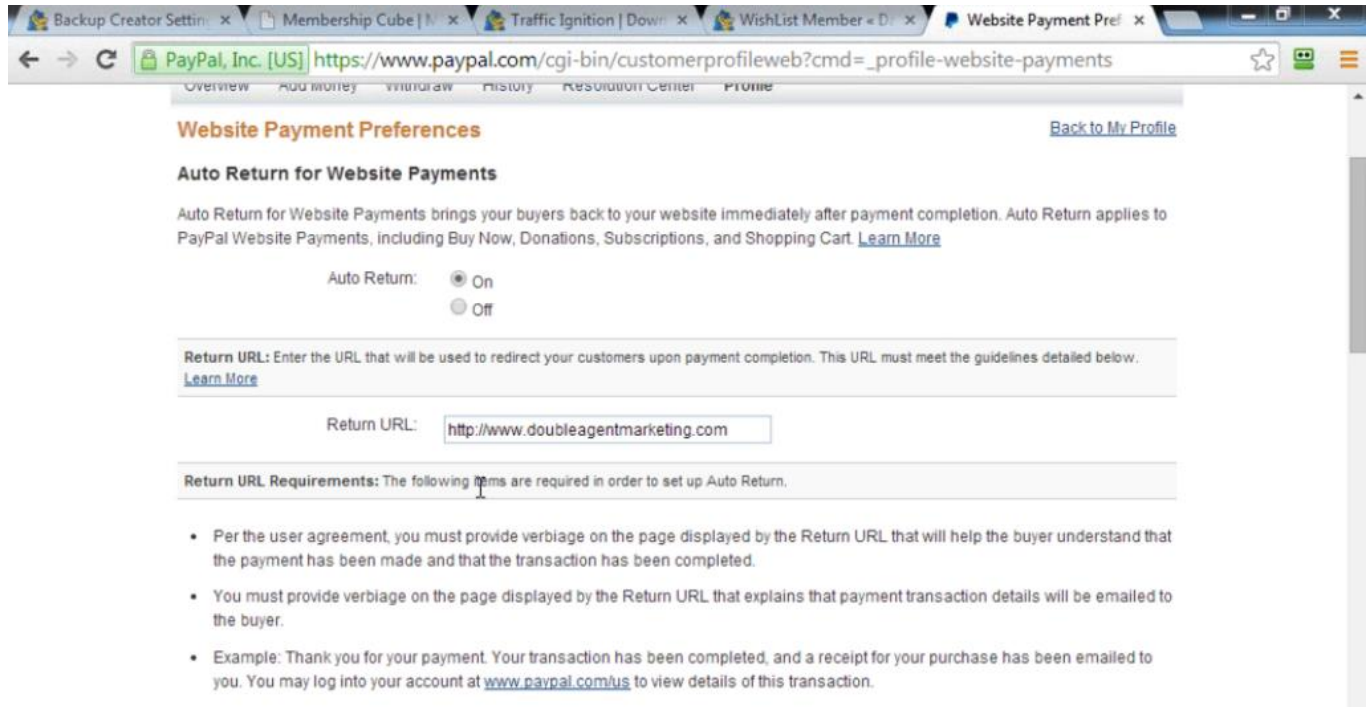 Backup Creator Settin
Membership Cube | M
Traffic Ignition | Down
WishList Member « D
Website Payment Pref
PayPal, Inc. [US] https://www.paypal.com/cgi-bin/customerprofileweb?cmd=_profile-website-payments
Overview Add Money Withdraw History Resolution Center Profile
Website Payment Preferences
Back to My Profile
Auto Return for Website Payments
Auto Return for Website Payments brings your buyers back to your website immediately after payment completion. Auto Return applies to
PayPal Website Payments, including Buy Now, Donations, Subscriptions, and Shopping Cart. Learn More
Auto Return: On
Off
Return URL: Enter the URL that will be used to redirect your customers upon payment completion. This URL must meet the guidelines detailed below.
Learn More
Return URL: http://www.doubleagentmarketing.com
Return URL Requirements: The following items are required in order to set up Auto Return.
• Per the user agreement, you must provide verbiage on the page displayed by the Return URL that will help the buyer understand that
the payment has been made and that the transaction has been completed.
• You must provide verbiage on the page displayed by the Return URL that explains that payment transaction details will be emailed to
the buyer.
• Example: Thank you for your payment. Your transaction has been completed, and a receipt for your purchase has been emailed to
you. You may log into your account at www.paypal.com/us to view details of this transaction.